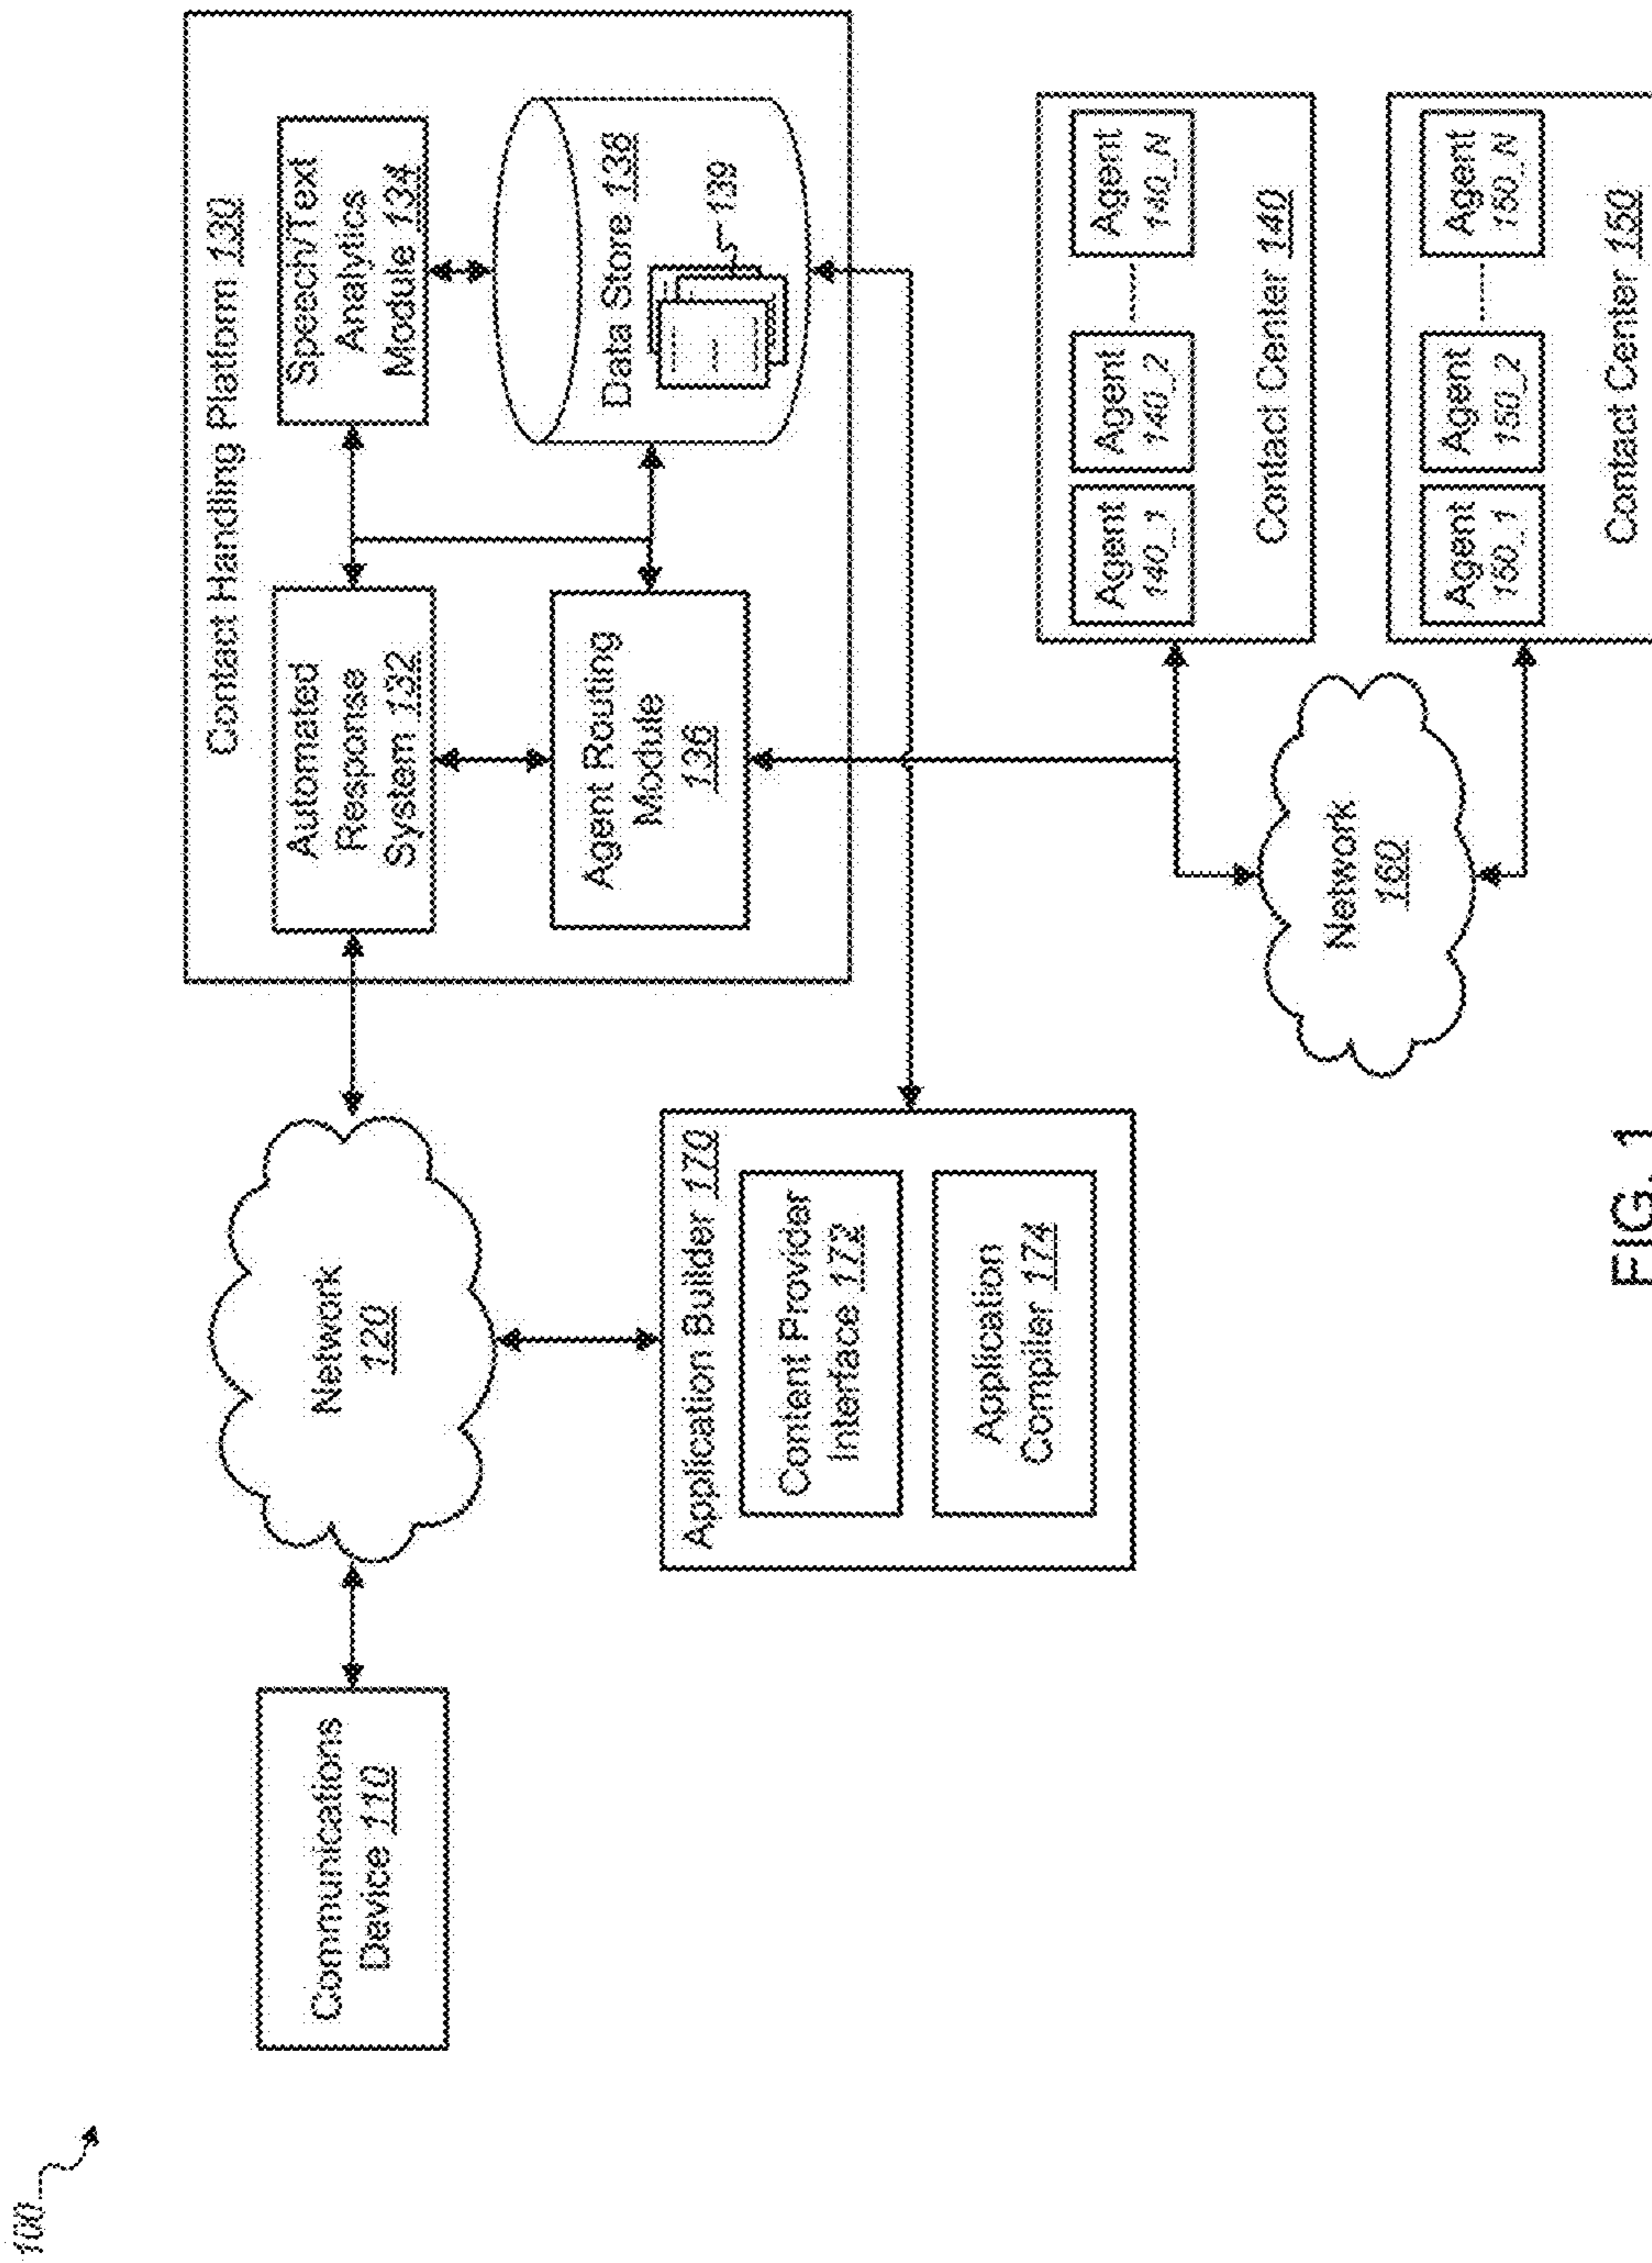 100
Communications
Device 110
Network
120
Contact Handling Platform 130
Automated
Response
System 132
Speech/Text
Analytics
Module 134
Agent Routing
Module
136
Data Store 138
139
Application Builder 170
Content Provider
Interface 172
Application
Compiler 174
Agent
140_1
Agent
140_2
Agent
140_N
Contact Center 140
Network
160
Agent
150_1
Agent
150_2
Agent
150_N
Contact Center 150
FIG. 1